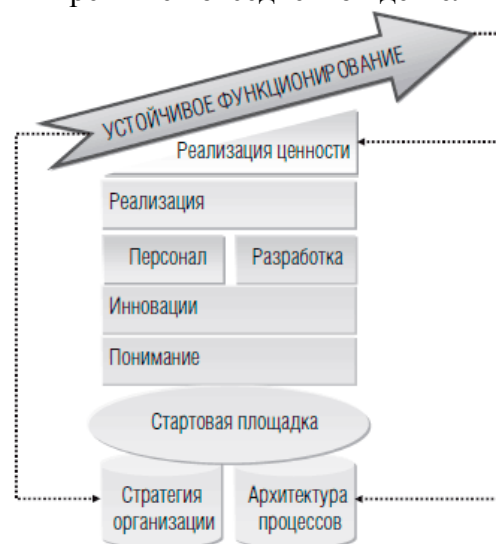 УСТОЙЧИВОЕ ФУНКЦИОНИРОВАНИЕ
Реализация ценности
Реализация
Персонал
Разработка
Инновации
Понимание
Стартовая площадка
Стратегия
организации
Архитектура
процессов